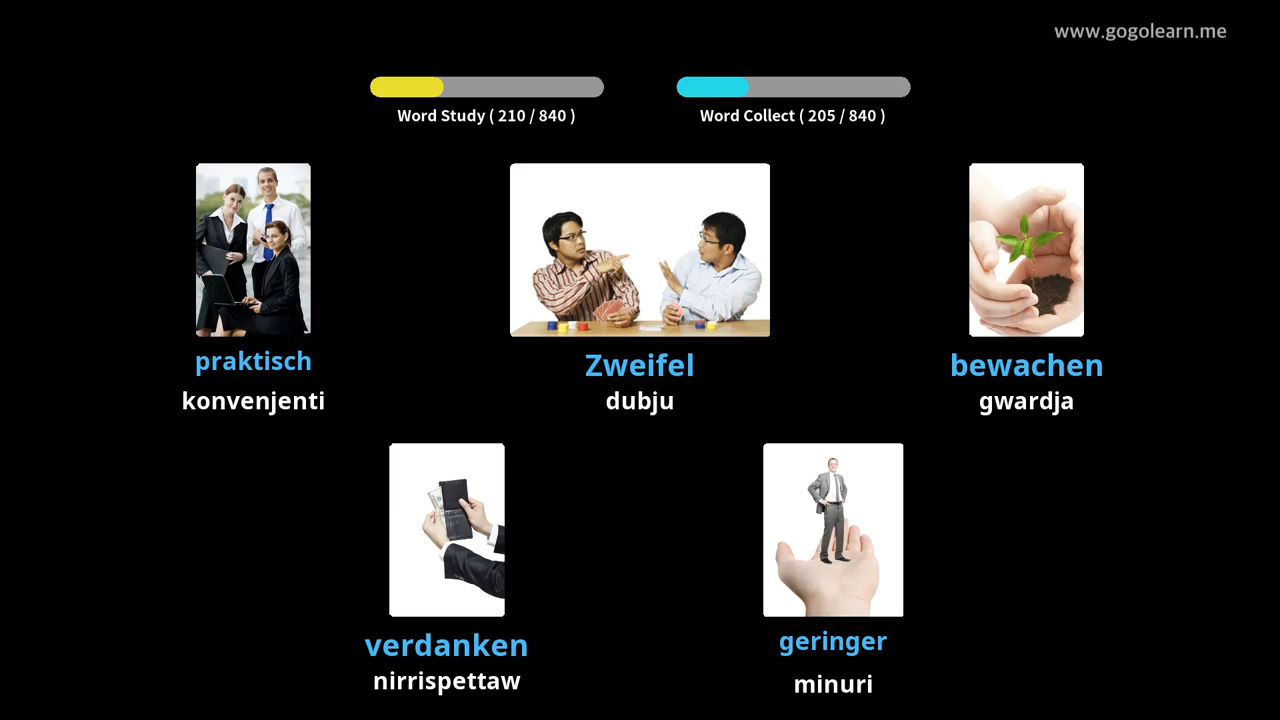 www.gogolearn.me
Word Study ( 210 / 840 )
Word Collect ( 205 / 840 )
praktisch
konvenjenti
Zweifel
dubju
bewachen
gwardja
verdanken
nirrispettaw
geringer
minuri